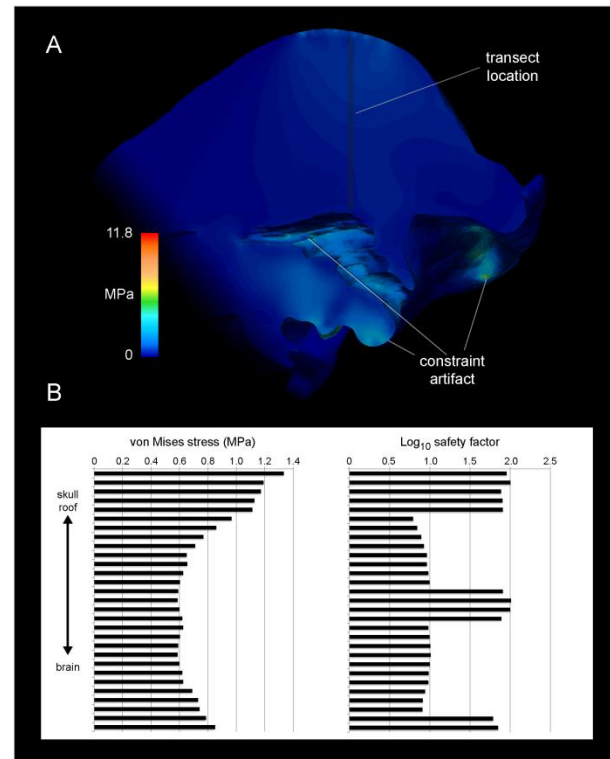 A
transect
location
11.8
MPa
0
constraint
artifact
B
von Mises stress (MPa)
0 0.2 0.4 0.6 0.8 1.0 1.2 1.4
Log10 safety factor
0 0.5 1.0 1.5 2.0 2.5
skull
roof
brain